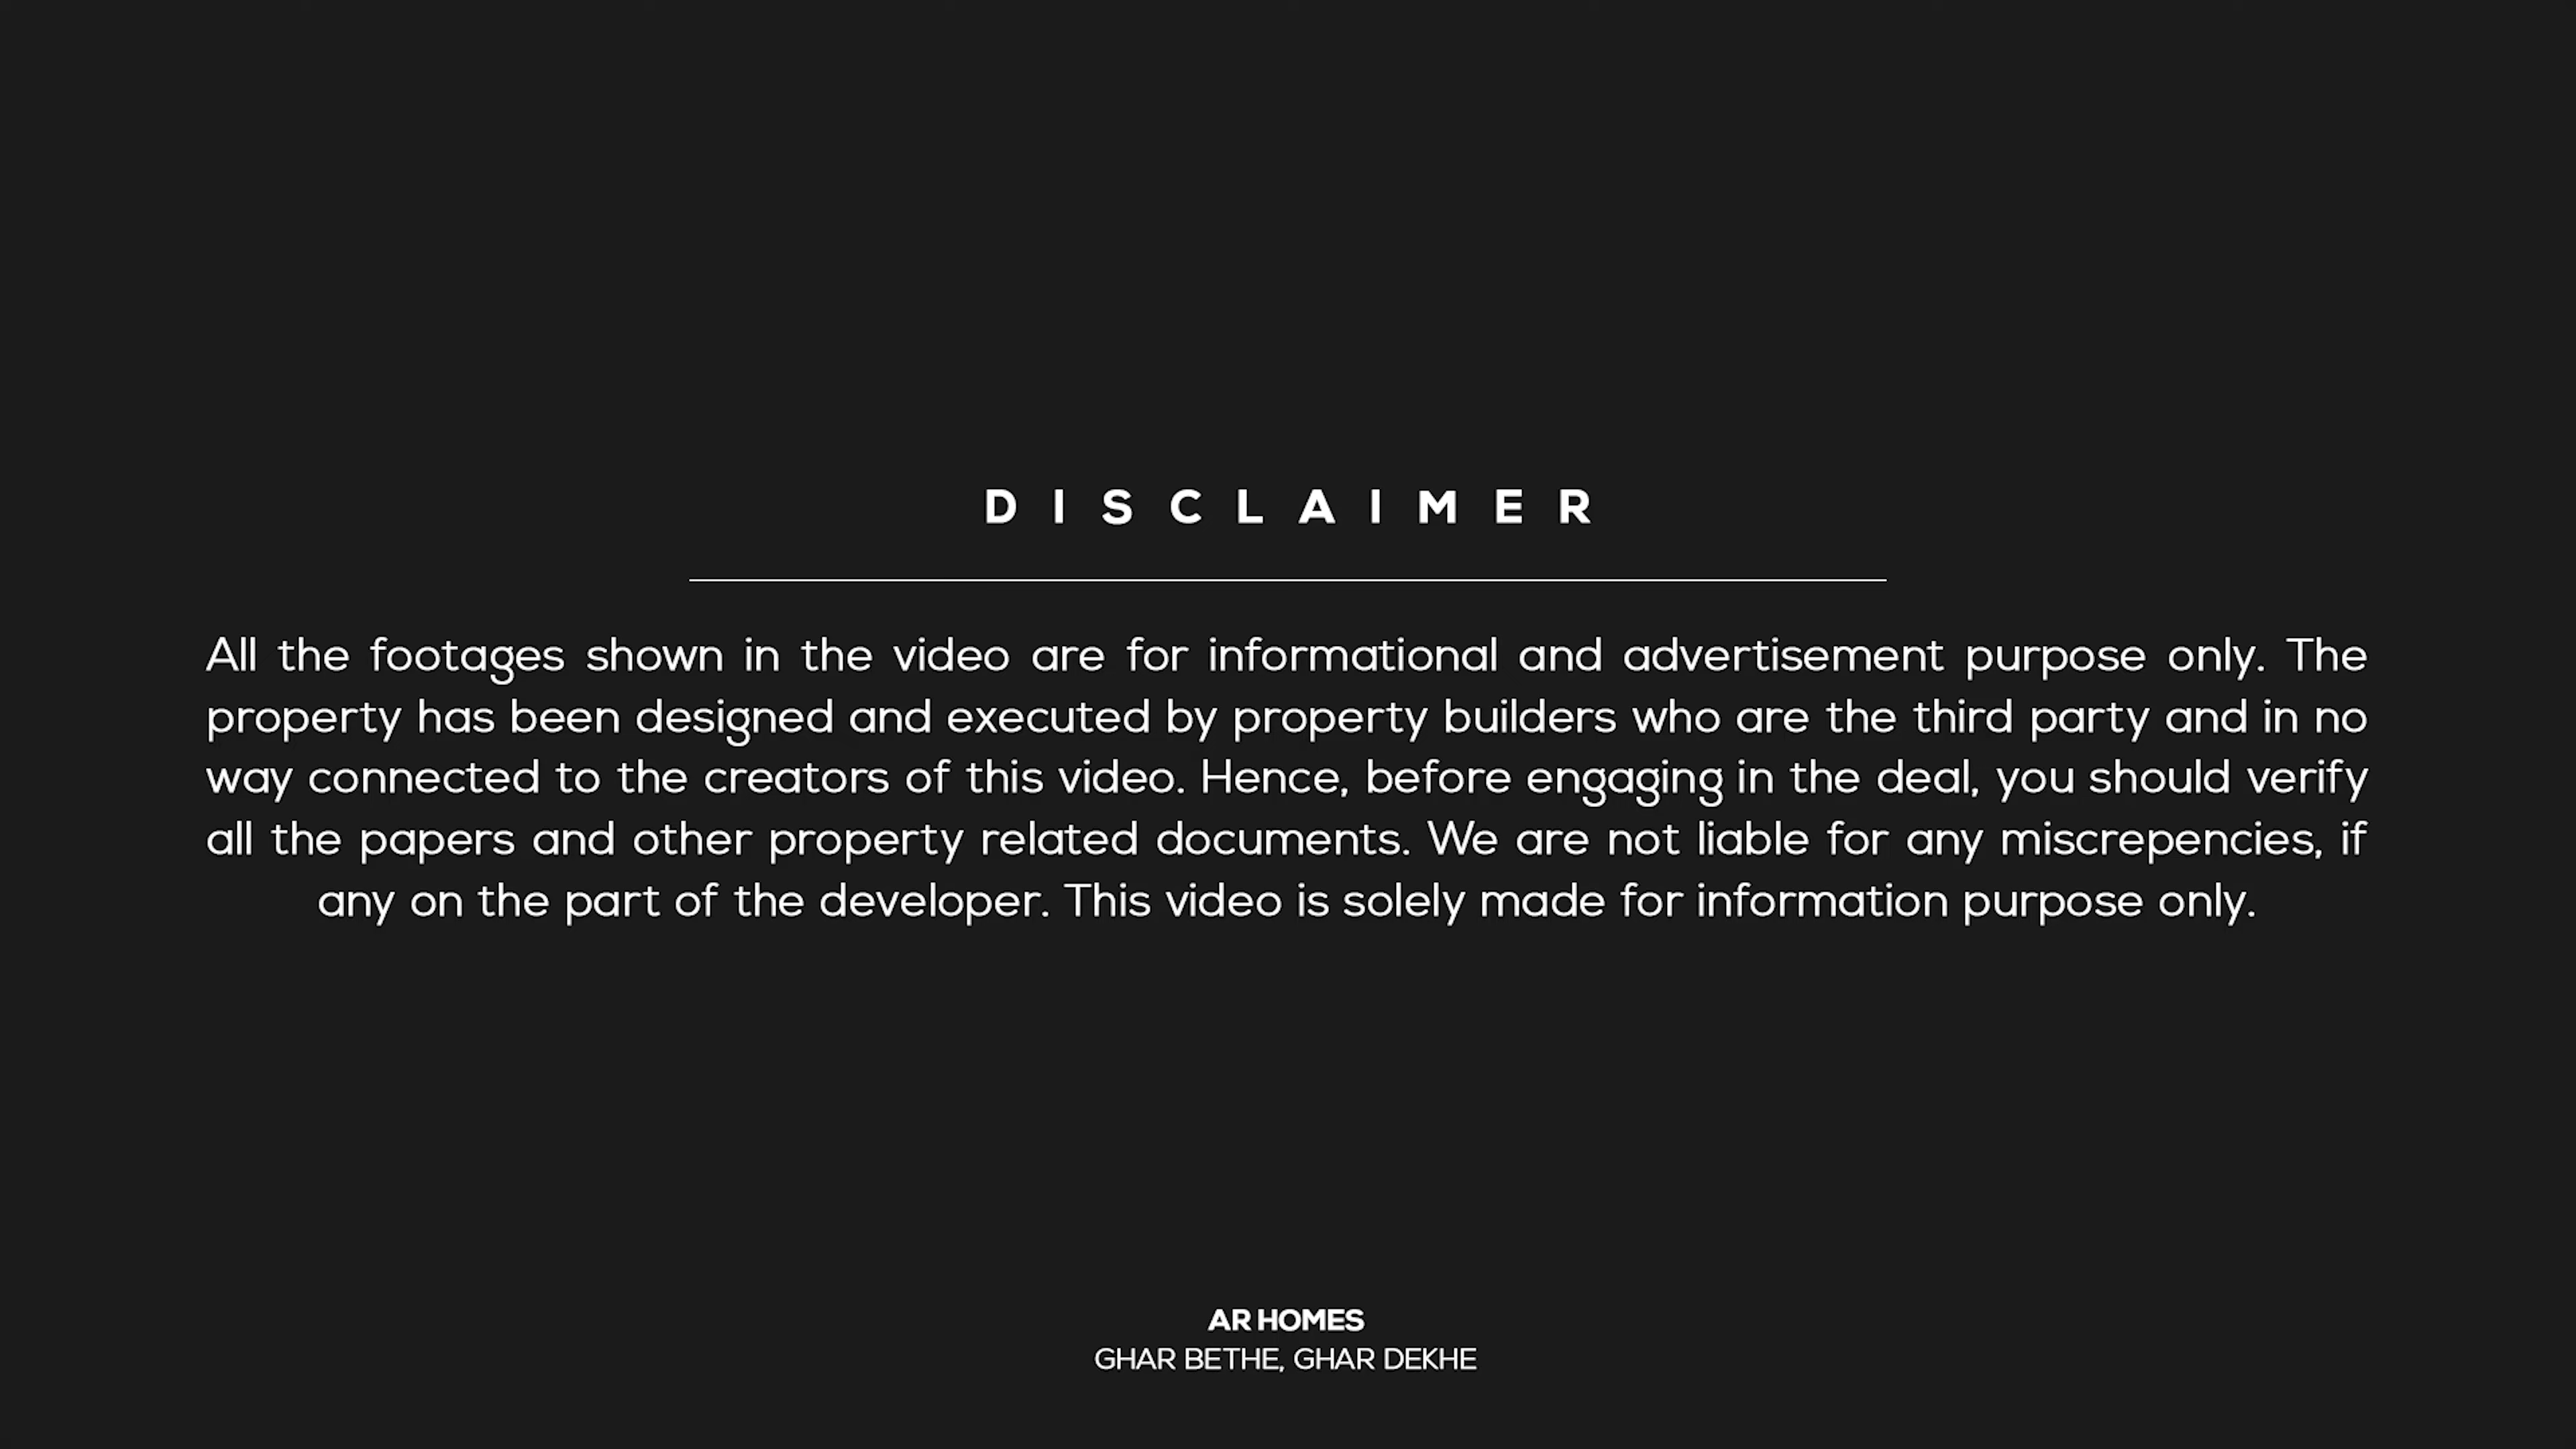 DISCLAIMER
All the footages shown in the video are for informational and advertisement purpose only. The
property has been designed and executed by property builders who are the third party and in no
way connected to the creators of this video. Hence, before engaging in the deal, you should verify
all the papers and other property related documents. We are not liable for any miscrepencies, if
any on the part of the developer. This video is solely made for information purpose only.
AR HOMES
GHAR BETHE, GHAR DEKHE